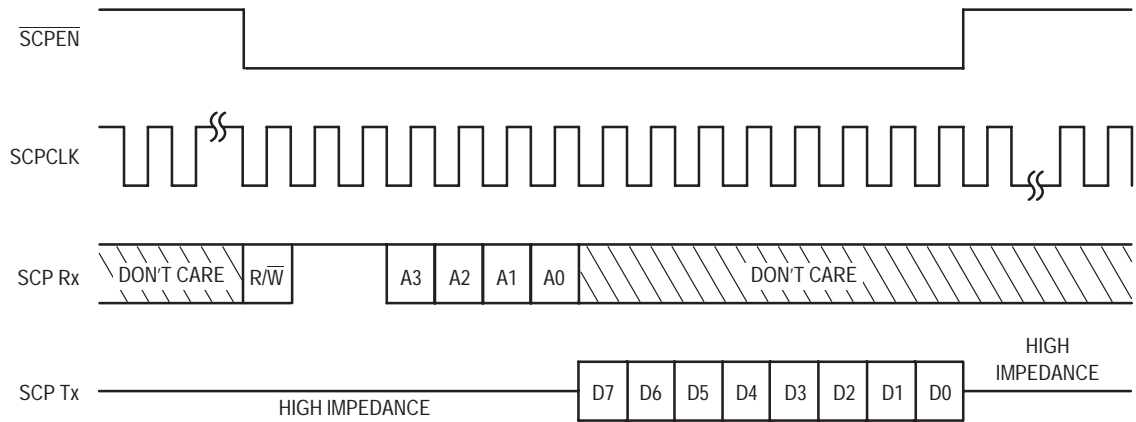 S̅C̅P̅E̅N̅
SCPCLK
SCP Rx DON'T CARE R/W̅ A3 A2 A1 A0 DON'T CARE
HIGH
IMPEDANCE
SCP Tx D7 D6 D5 D4 D3 D2 D1 D0
HIGH IMPEDANCE